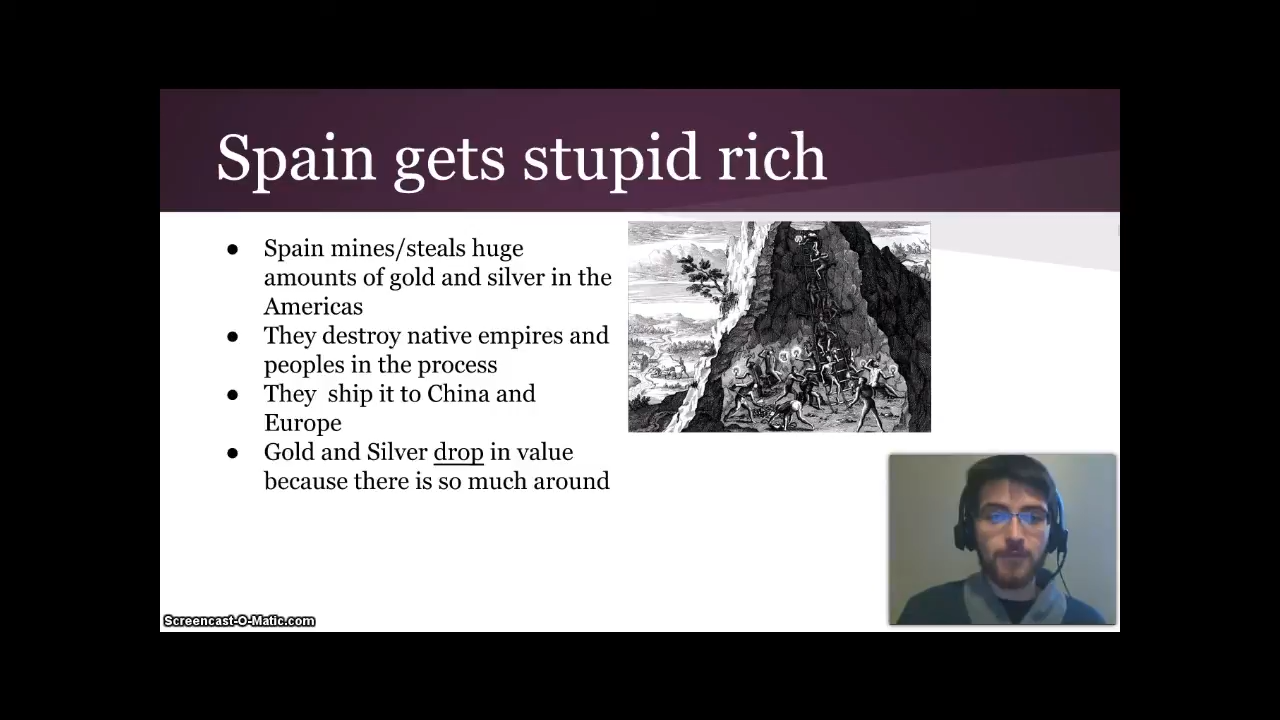 Spain gets stupid rich
● Spain mines/steals huge
amounts of gold and silver in the
Americas
● They destroy native empires and
peoples in the process
● They  ship it to China and
Europe
● Gold and Silver drop in value
because there is so much around
Screencast-O-Matic.com